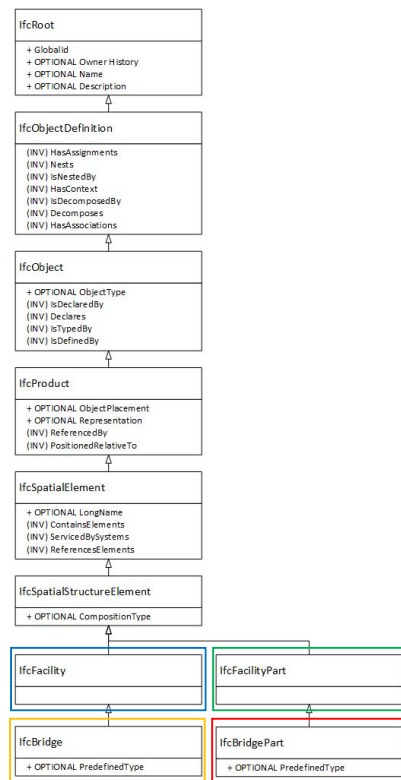 IfcRoot
+ GlobalId
+ OPTIONAL Owner History
+ OPTIONAL Name
+ OPTIONAL Description
IfcObjectDefinition
(INV) HasAssignments
(INV) Nests
(INV) IsNestedBy
(INV) HasContext
(INV) IsDecomposedBy
(INV) Decomposes
(INV) HasAssociations
IfcObject
+ OPTIONAL ObjectType
(INV) IsDeclaredBy
(INV) Declares
(INV) IsTypedBy
(INV) IsDefinedBy
IfcProduct
+ OPTIONAL ObjectPlacement
+ OPTIONAL Representation
(INV) ReferencedBy
(INV) PositionedRelativeTo
IfcSpatialElement
+ OPTIONAL LongName
(INV) ContainsElements
(INV) ServicedBySystems
(INV) ReferencesElements
IfcSpatialStructureElement
+ OPTIONAL CompositionType
IfcFacility
IfcFacilityPart
IfcBridge
+ OPTIONAL PredefinedType
IfcBridgePart
+ OPTIONAL PredefinedType